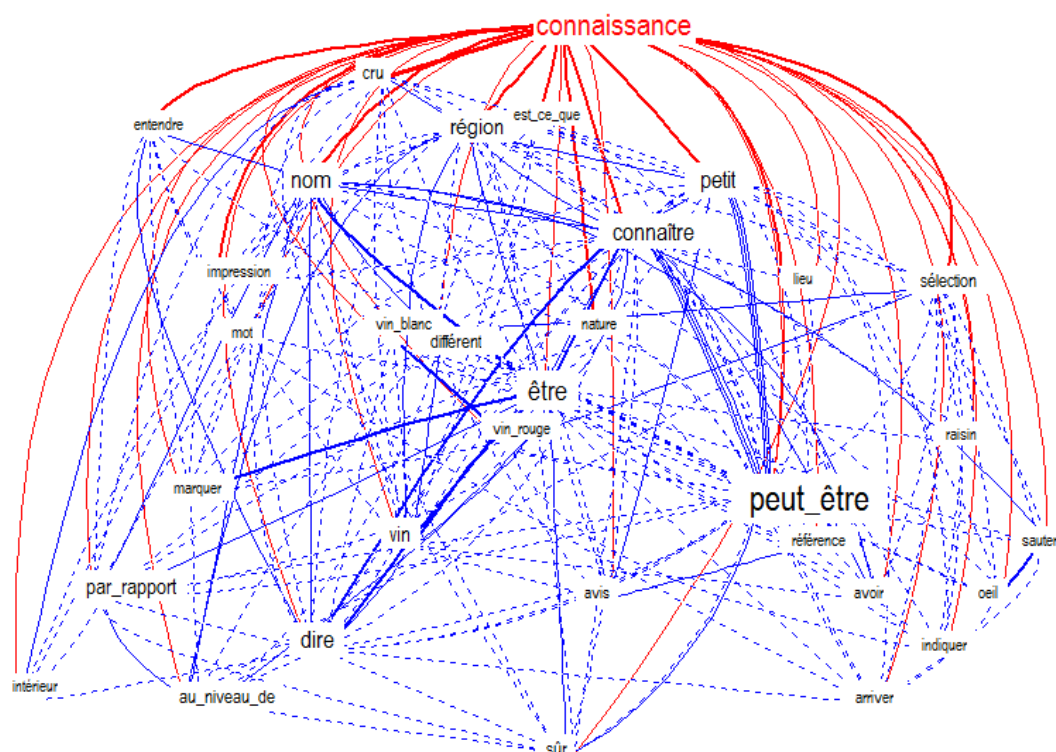 connaissance
cru
est_ce_que
entendre
région
nom
petit
connaître
impression
lieu
sélection
mot
vin_blanc
nature
différent
être
vin_rouge
raisin
marquer
peut_être
vin
référence
sauter
par_rapport
avis
avoir
oeil
dire
indiquer
intérieur
au_niveau_de
arriver
sûr